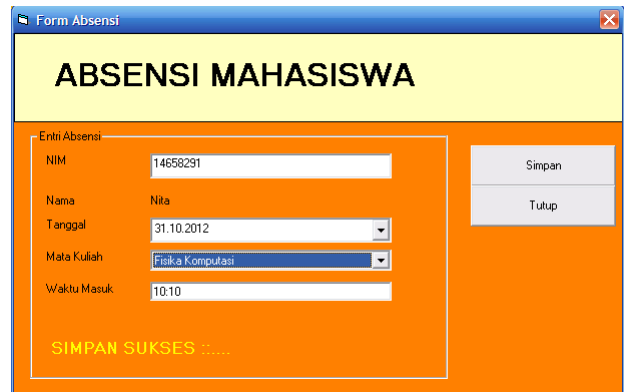 Form Absensi
ABSENSI MAHASISWA
Entri Absensi
NIM 14658291
Nama Nita
Tanggal 31.10.2012
Mata Kuliah Fisika Komputasi
Waktu Masuk 10:10
SIMPAN SUKSES ::....
Simpan
Tutup